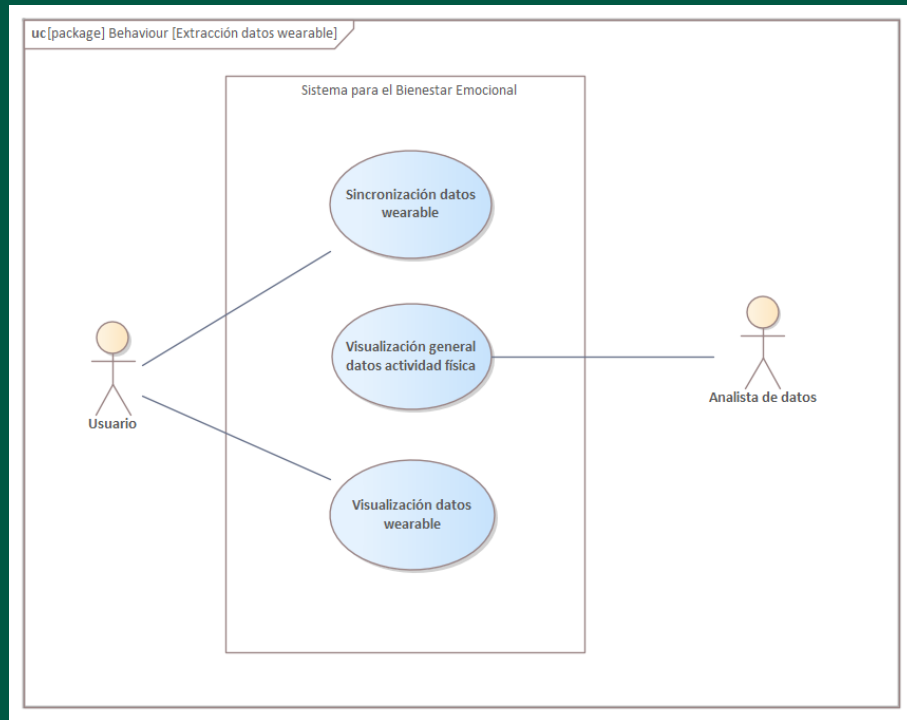 uc[package] Behaviour [Extracción datos wearable]
Sistema para el Bienestar Emocional
Sincronización datos
wearable
Visualización general
datos actividad física
Usuario
Analista de datos
Visualización datos
wearable